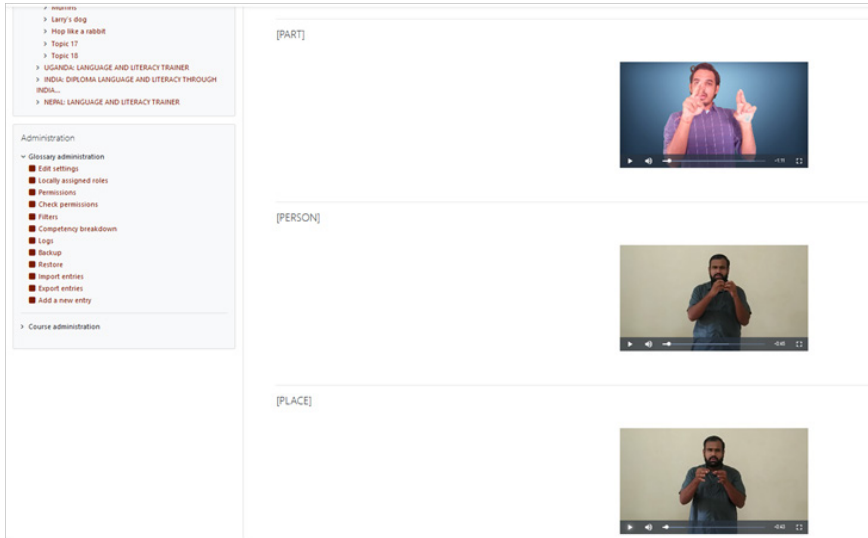 Muffins
Larry's dog
Hop like a rabbit
Topic 17
Topic 18
UGANDA: LANGUAGE AND LITERACY TRAINER
INDIA: DIPLOMA LANGUAGE AND LITERACY THROUGH
INDIA...
NEPAL: LANGUAGE AND LITERACY TRAINER
Administration
Glossary administration
Edit settings
Locally assigned roles
Permissions
Check permissions
Filters
Competency breakdown
Logs
Backup
Restore
Import entries
Export entries
Add a new entry
Course administration
[PART]
[PERSON]
[PLACE]